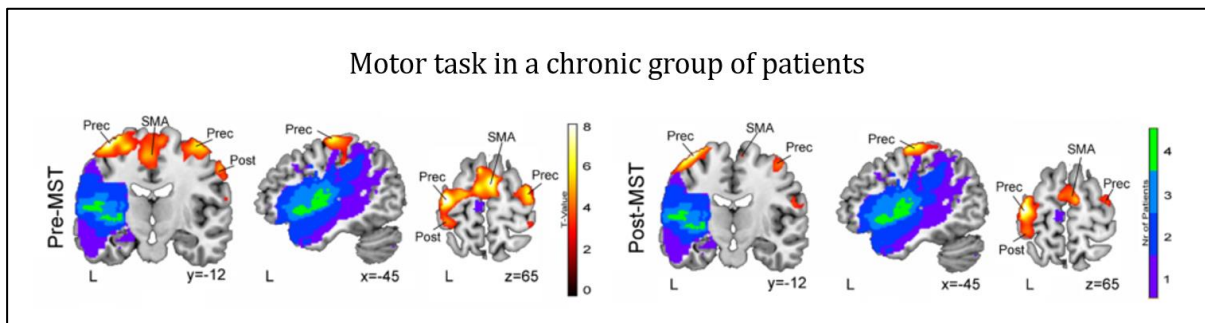 Motor task in a chronic group of patients
Pre-MST
Prec
SMA
Prec
Post
L
y=-12
Prec
L
x=-45
SMA
Prec
Prec
Post
L
z=65
8
6
4
2
0
T-Value
Post-MST
Prec
SMA
Prec
L
y=-12
Prec
L
x=-45
SMA
Prec
Prec
Post
L
z=65
Nr of Patients
4
3
2
1